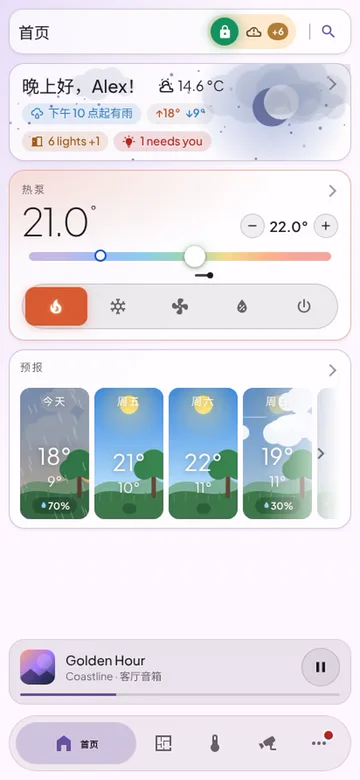 首页
+6
晚上好，Alex！ 14.6 °C
下午 10 点起有雨 ↑18° ↓9°
6 lights +1 1 needs you
热泵
21.0°
22.0°
预报
今天 周五 周六 周日
18° 21° 22° 19°
9° 10° 11° 11°
70% 30%
Golden Hour
Coastline · 客厅音箱
首页